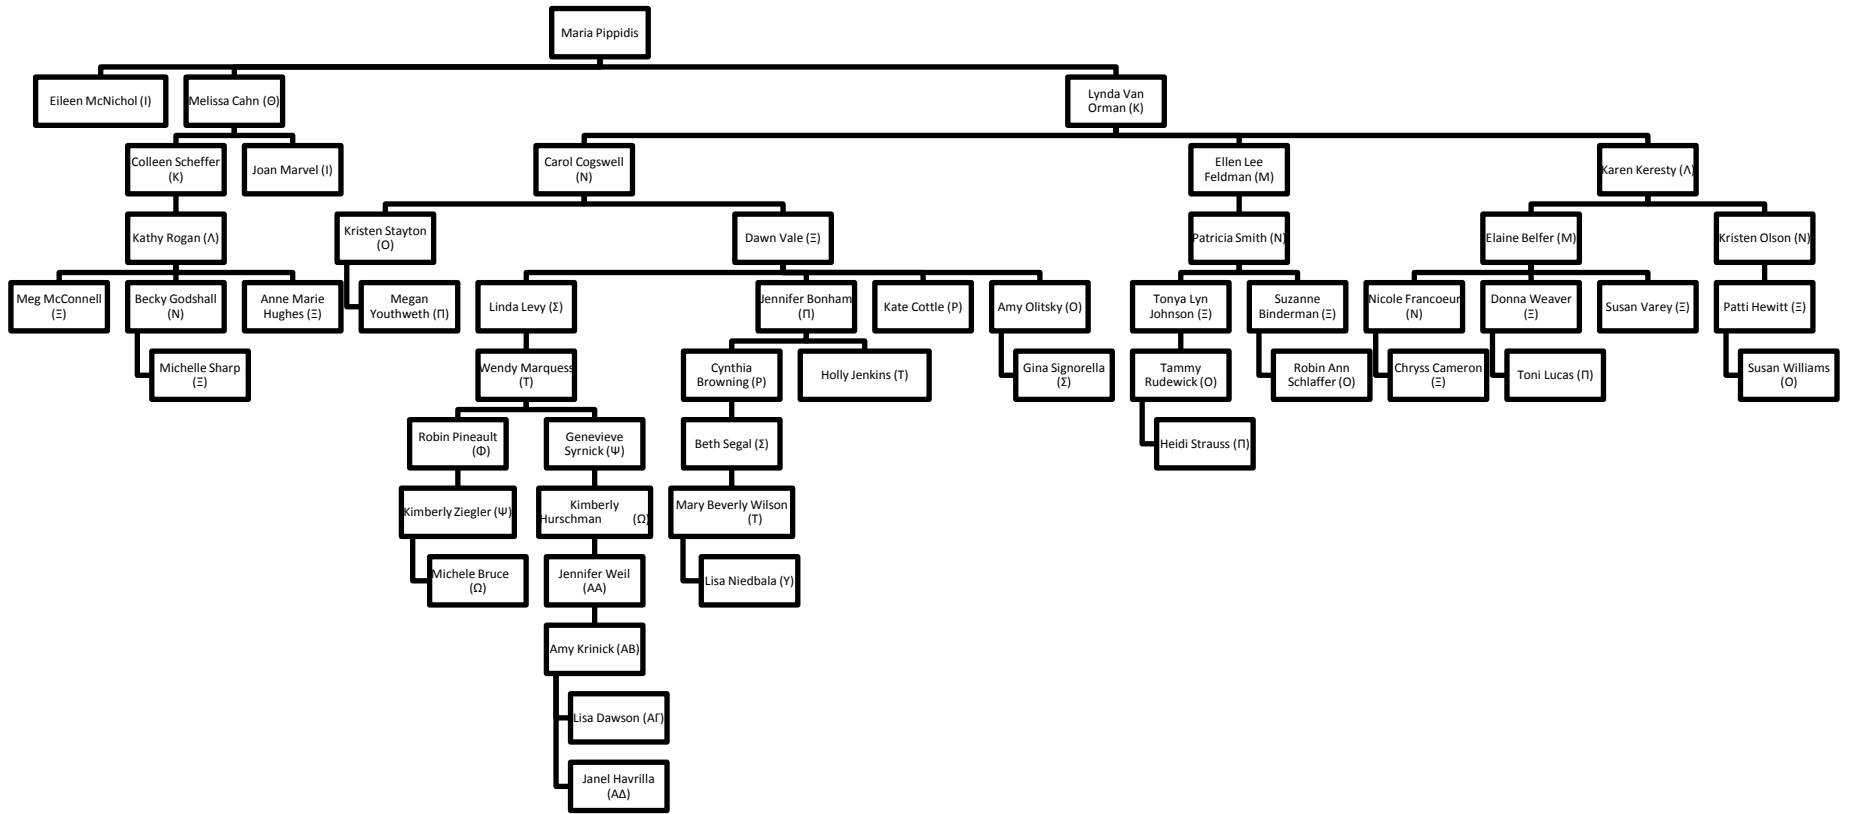 Maria Pippidis
Eileen McNichol (Ι)
Melissa Cahn (Θ)
Lynda Van
Orman (Κ)
Colleen Scheffer
(Κ)
Joan Marvel (Ι)
Carol Cogswell
(Ν)
Ellen Lee
Feldman (Μ)
Karen Keresty (Λ)
Kathy Rogan (Λ)
Kristen Stayton
(Ο)
Dawn Vale (Ξ)
Patricia Smith (Ν)
Elaine Belfer (Μ)
Kristen Olson (Ν)
Meg McConnell
(Ξ)
Becky Godshall
(Ν)
Anne Marie
Hughes (Ξ)
Megan
Youthweth (Π)
Linda Levy (Σ)
Jennifer Bonham
(Π)
Kate Cottle (Ρ)
Amy Olitsky (Ο)
Tonya Lyn
Johnson (Ξ)
Suzanne
Binderman (Ξ)
Nicole Francoeur
(Ν)
Donna Weaver
(Ξ)
Susan Varey (Ξ)
Patti Hewitt (Ξ)
Michelle Sharp
(Ξ)
Wendy Marquess
(Τ)
Cynthia
Browning (Ρ)
Holly Jenkins (Τ)
Gina Signorella
(Σ)
Tammy
Rudewick (Ο)
Robin Ann
Schlaffer (Ο)
Chryss Cameron
(Ξ)
Toni Lucas (Π)
Susan Williams
(Ο)
Robin Pineault
(Φ)
Genevieve
Syrnick (Ψ)
Beth Segal (Σ)
Heidi Strauss (Π)
Kimberly Ziegler (Ψ)
Kimberly
Hurschman (Ω)
Mary Beverly Wilson
(Τ)
Michele Bruce
(Ω)
Jennifer Weil
(ΑΑ)
Lisa Niedbala (Υ)
Amy Krinick (ΑΒ)
Lisa Dawson (ΑΓ)
Janel Havrilla
(ΑΔ)